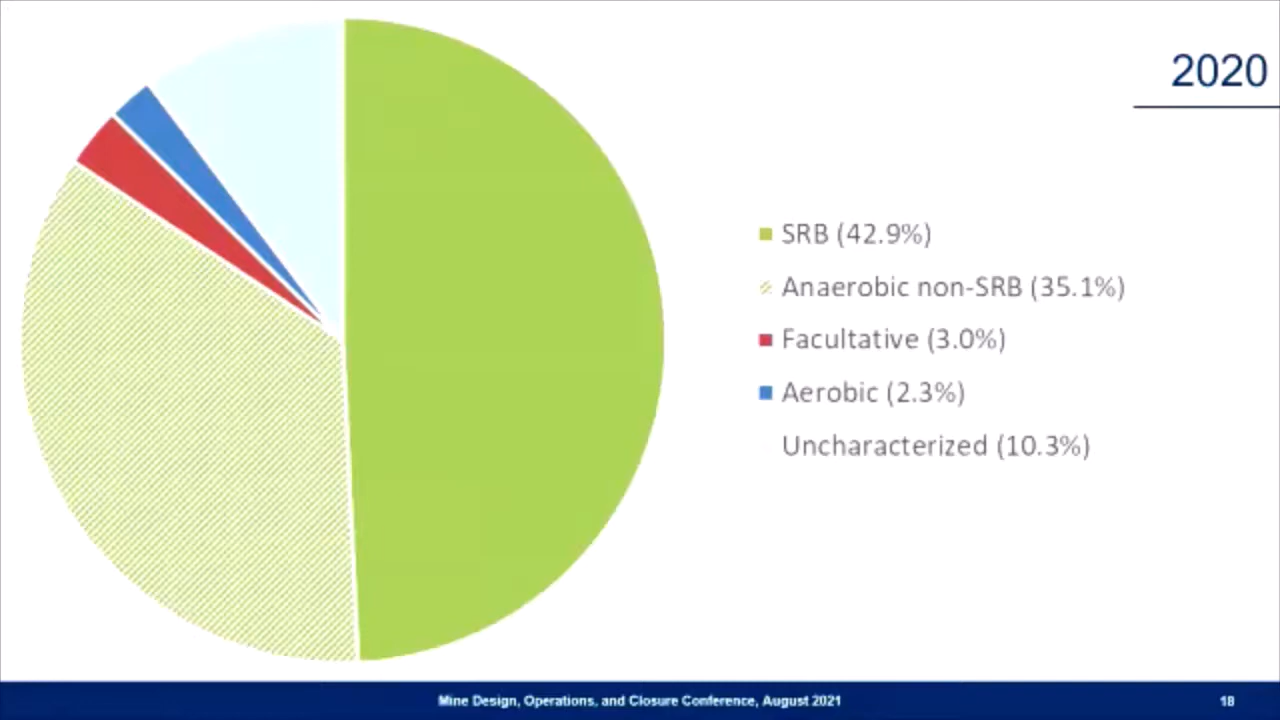 2020
SRB (42.9%)
Anaerobic non-SRB (35.1%)
Facultative (3.0%)
Aerobic (2.3%)
Uncharacterized (10.3%)
Mine Design, Operations, and Closure Conference, August 2021
18